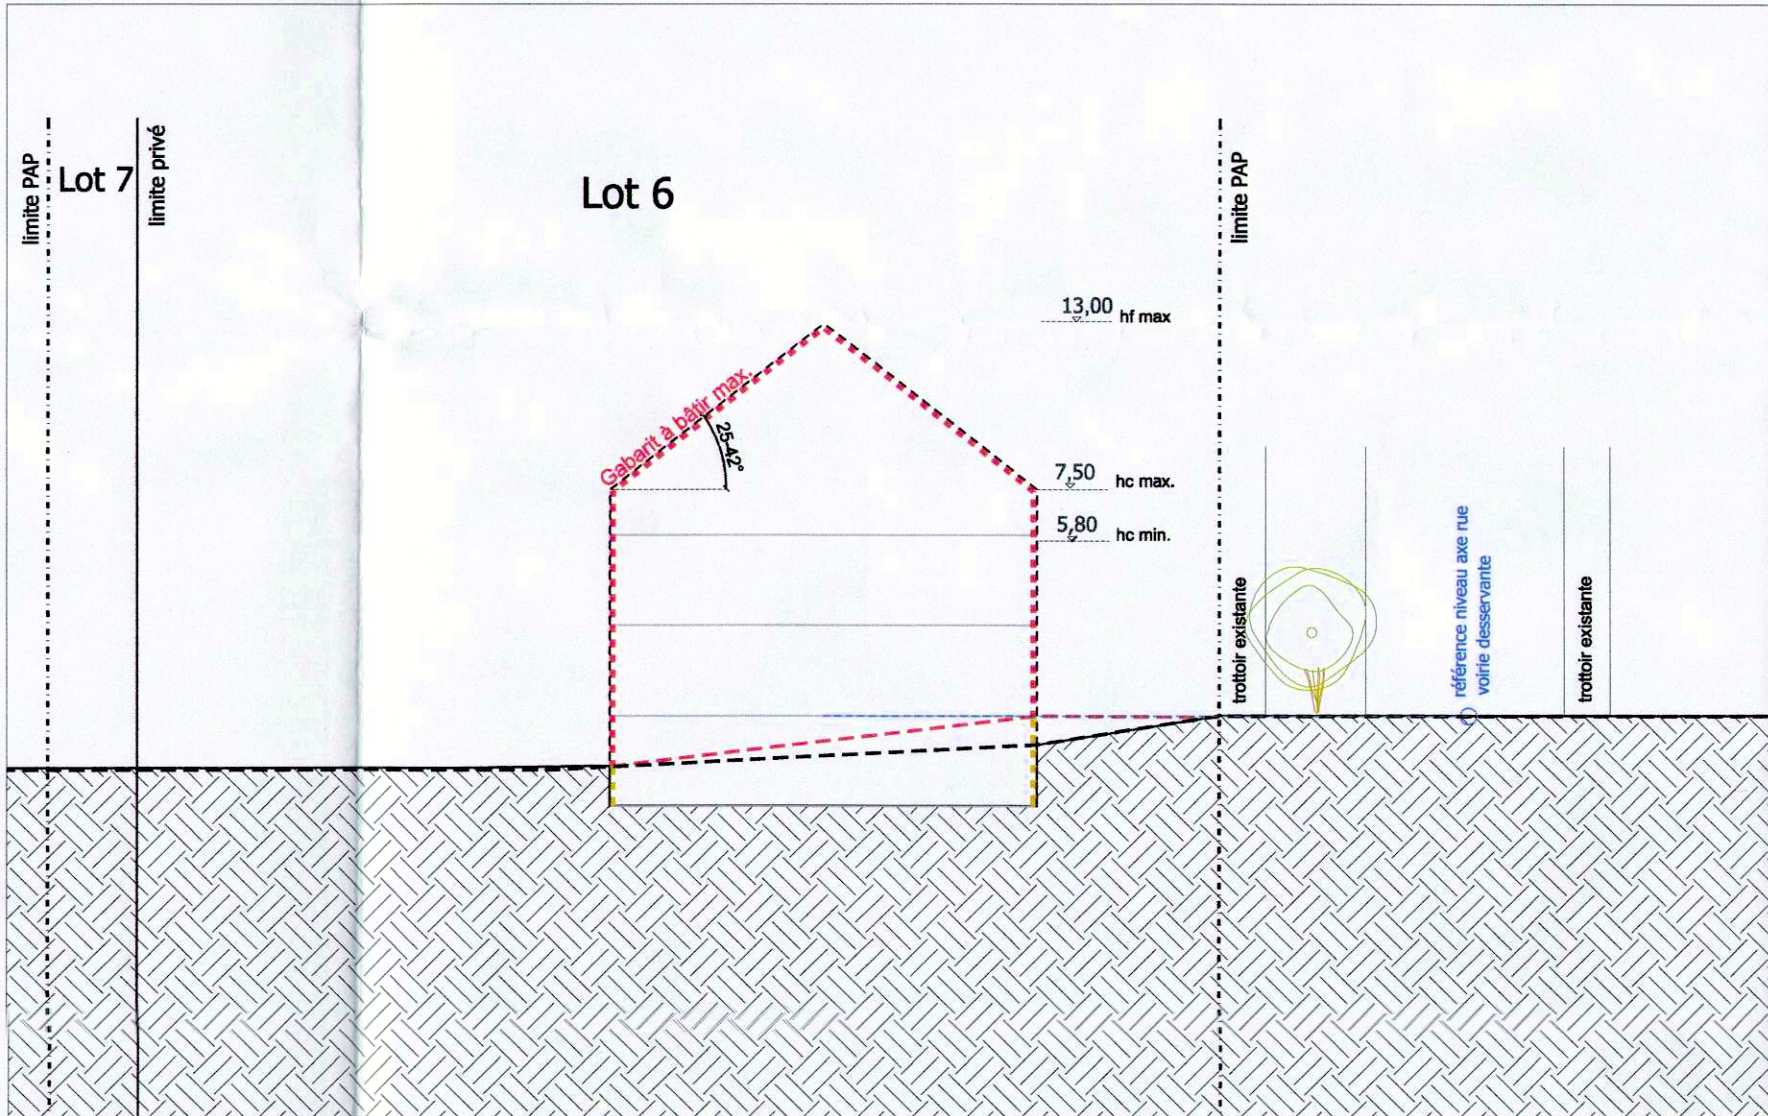 limite PAP
Lot 7
limite privé
Lot 6
limite PAP
13,00 hf max
Gabarit à bâtir max.
25-42°
7,50 hc max.
5,80 hc min.
trottoir existante
référence niveau axe rue
voirie desservante
trottoir existante